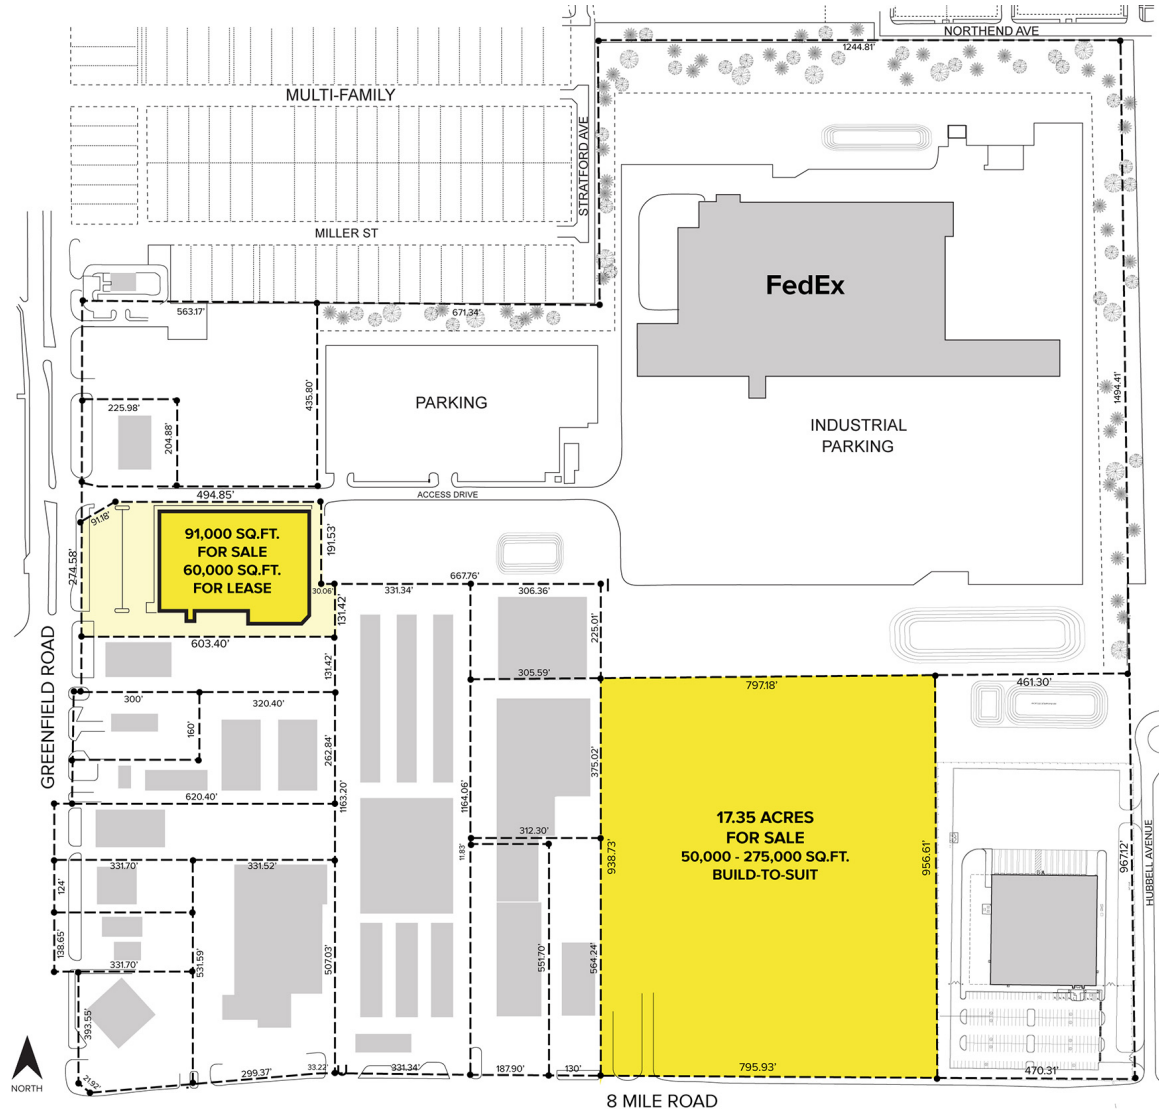 NORTHEND AVE
1244.81'
MULTI-FAMILY
STRATFORD AVE
MILLER ST
FedEx
563.17'
671.34'
435.80'
1494.41'
225.98'
204.88'
PARKING
INDUSTRIAL
PARKING
494.85'
ACCESS DRIVE
91.18'
191.53'
274.58'
91,000 SQ.FT.
FOR SALE
60,000 SQ.FT.
FOR LEASE
667.76'
30.06'
331.34'
306.36'
131.42'
225.01'
603.40'
131.42'
305.59'
797.18'
461.30'
GREENFIELD ROAD
300'
320.40'
160'
262.84'
375.02'
620.40'
1163.20'
1164.06'
17.35 ACRES
FOR SALE
50,000 - 275,000 SQ.FT.
BUILD-TO-SUIT
312.30'
11.83'
938.73'
956.61'
967.12'
HUBBELL AVENUE
331.70'
331.52'
124'
138.65'
331.70'
531.59'
507.03'
551.70'
564.24'
393.55'
21.92'
299.37'
33.22'
331.34'
187.90'
130'
795.93'
470.31'
NORTH
8 MILE ROAD